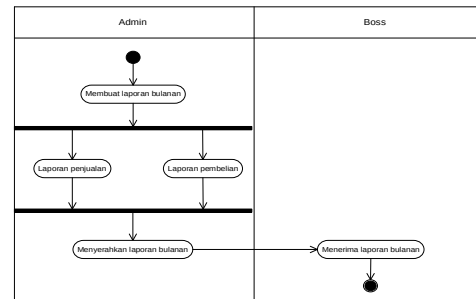 Admin
Boss
Membuat laporan bulanan
Laporan penjualan
Laporan pembelian
Menyerahkan laporan bulanan
Menerima laporan bulanan